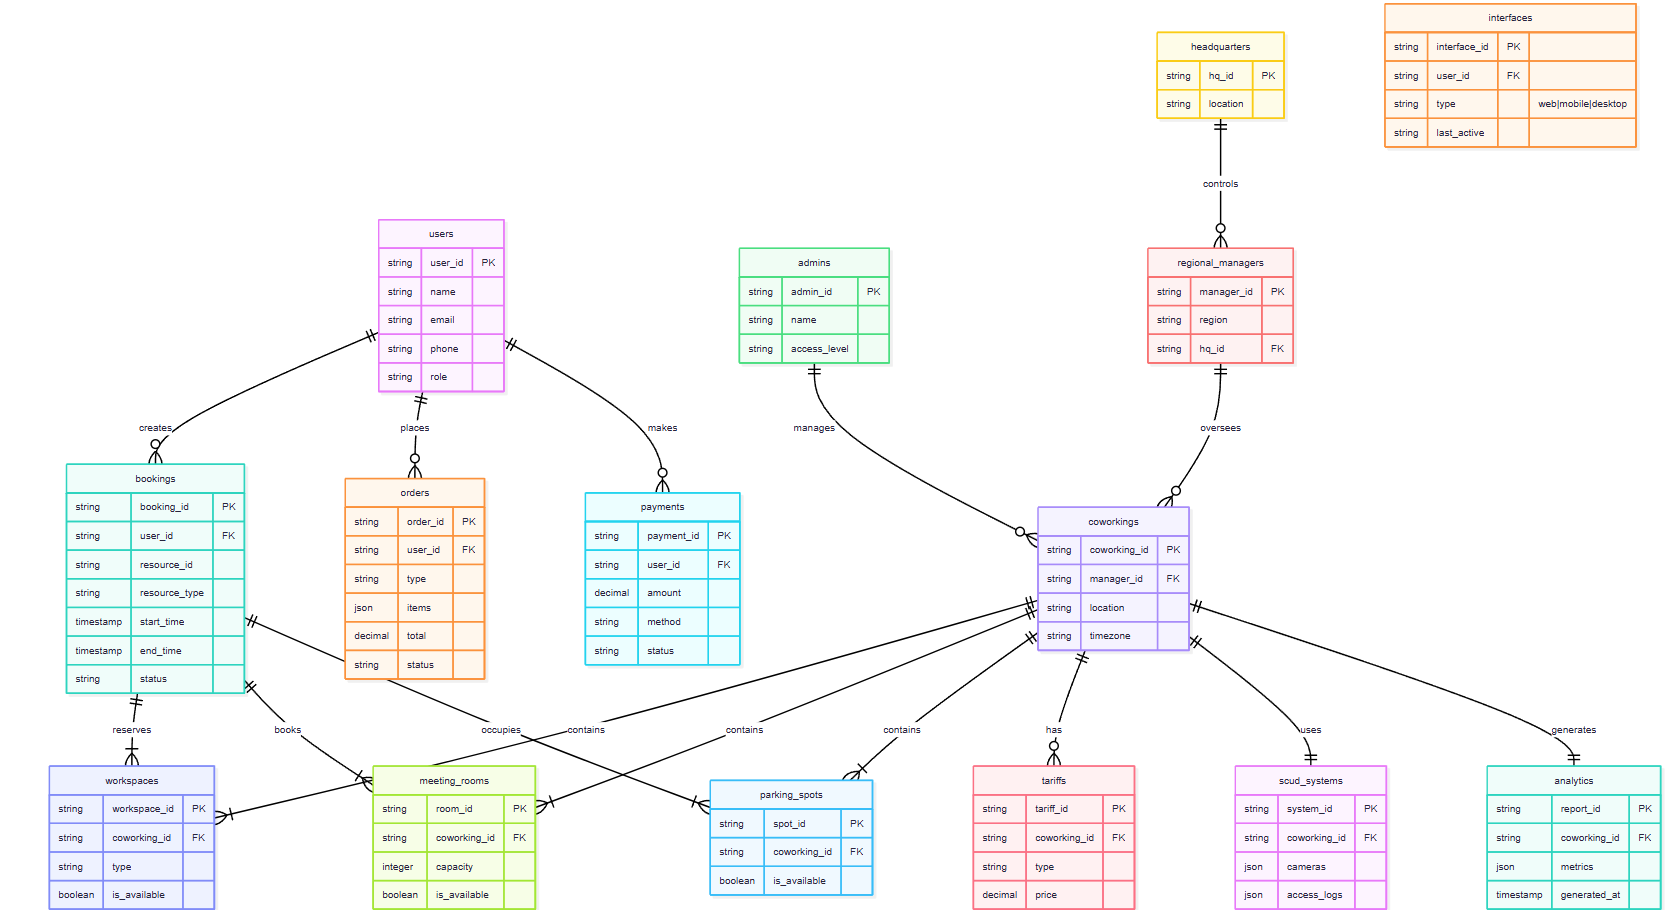 interfaces
string interface_id PK
string user_id FK
string type web|mobile|desktop
string last_active
headquarters
string hq_id PK
string location
controls
users
string user_id PK
string name
string email
string phone
string role
admins
string admin_id PK
string name
string access_level
regional_managers
string manager_id PK
string region
string hq_id FK
creates
places
makes
manages
oversees
bookings
string booking_id PK
string user_id FK
string resource_id
string resource_type
timestamp start_time
timestamp end_time
string status
orders
string order_id PK
string user_id FK
string type
json items
decimal total
string status
payments
string payment_id PK
string user_id FK
decimal amount
string method
string status
coworkings
string coworking_id PK
string manager_id FK
string location
string timezone
reserves
books
occupies
contains
contains
contains
has
uses
generates
workspaces
string workspace_id PK
string coworking_id FK
string type
boolean is_available
meeting_rooms
string room_id PK
string coworking_id FK
integer capacity
boolean is_available
parking_spots
string spot_id PK
string coworking_id FK
boolean is_available
tariffs
string tariff_id PK
string coworking_id FK
string type
decimal price
scud_systems
string system_id PK
string coworking_id FK
json cameras
json access_logs
analytics
string report_id PK
string coworking_id FK
json metrics
timestamp generated_at